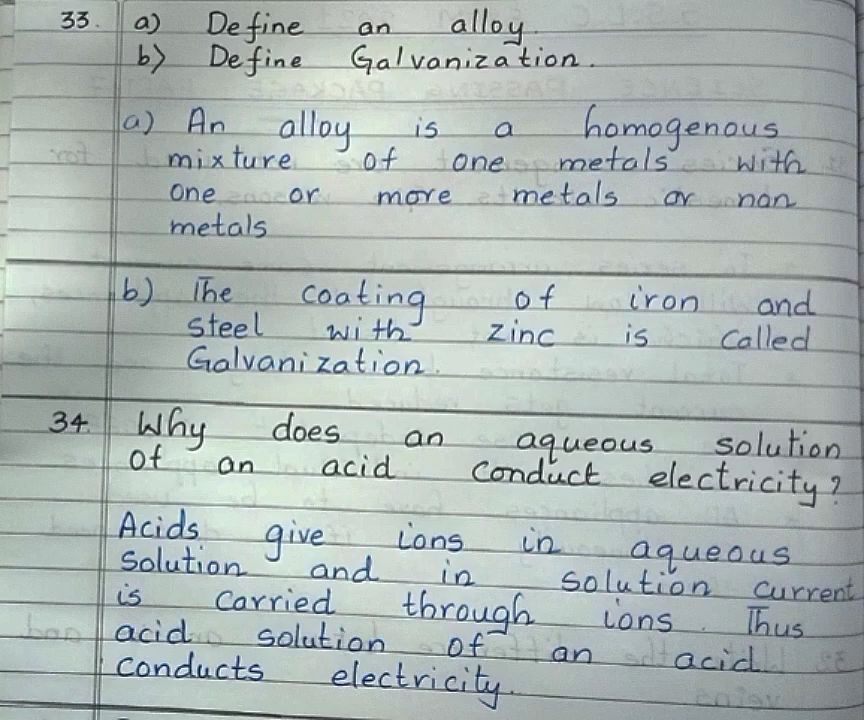 33. a) Define an alloy.
b) Define Galvanization.
a) An alloy is a homogenous
mixture of one metals with
one or more metals or non
metals
b) The coating of iron and
steel with zinc is called
Galvanization.
34. Why does an aqueous solution
of an acid conduct electricity?
Acids give ions in aqueous
solution and in solution current
is carried through ions. Thus
acid solution of an acid
conducts electricity.